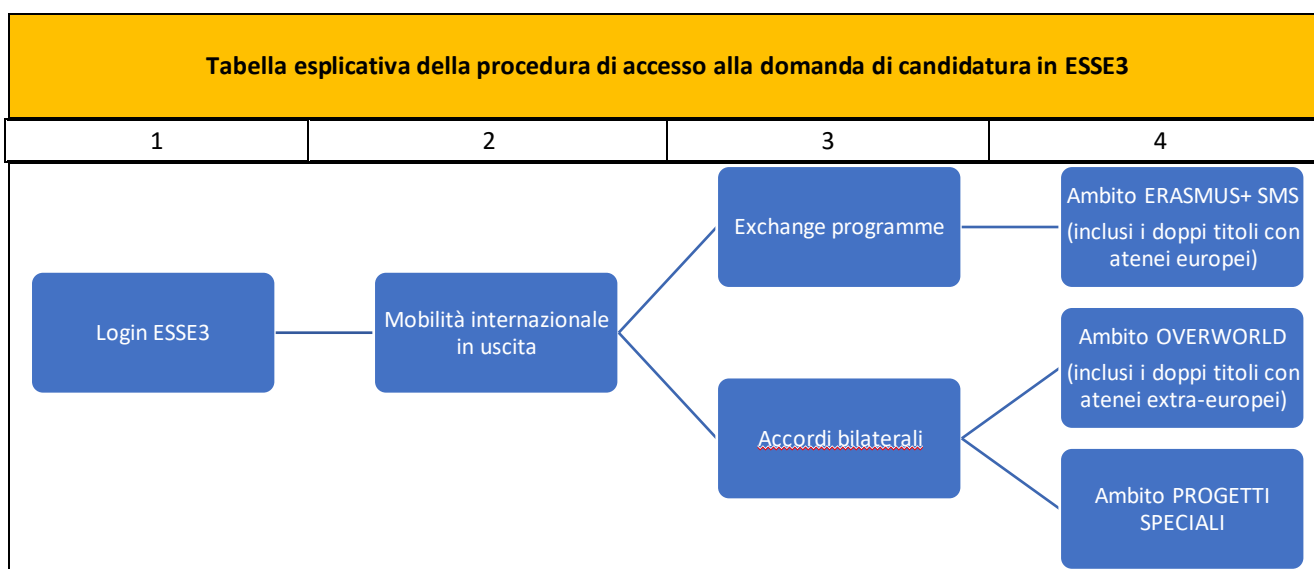 Tabella esplicativa della procedura di accesso alla domanda di candidatura in ESSE3
1
2
3
4
Login ESSE3
Mobilità internazionale
in uscita
Exchange programme
Accordi bilaterali
Ambito ERASMUS+ SMS
(inclusi i doppi titoli con
atenei europei)
Ambito OVERWORLD
(inclusi i doppi titoli con
atenei extra-europei)
Ambito PROGETTI
SPECIALI